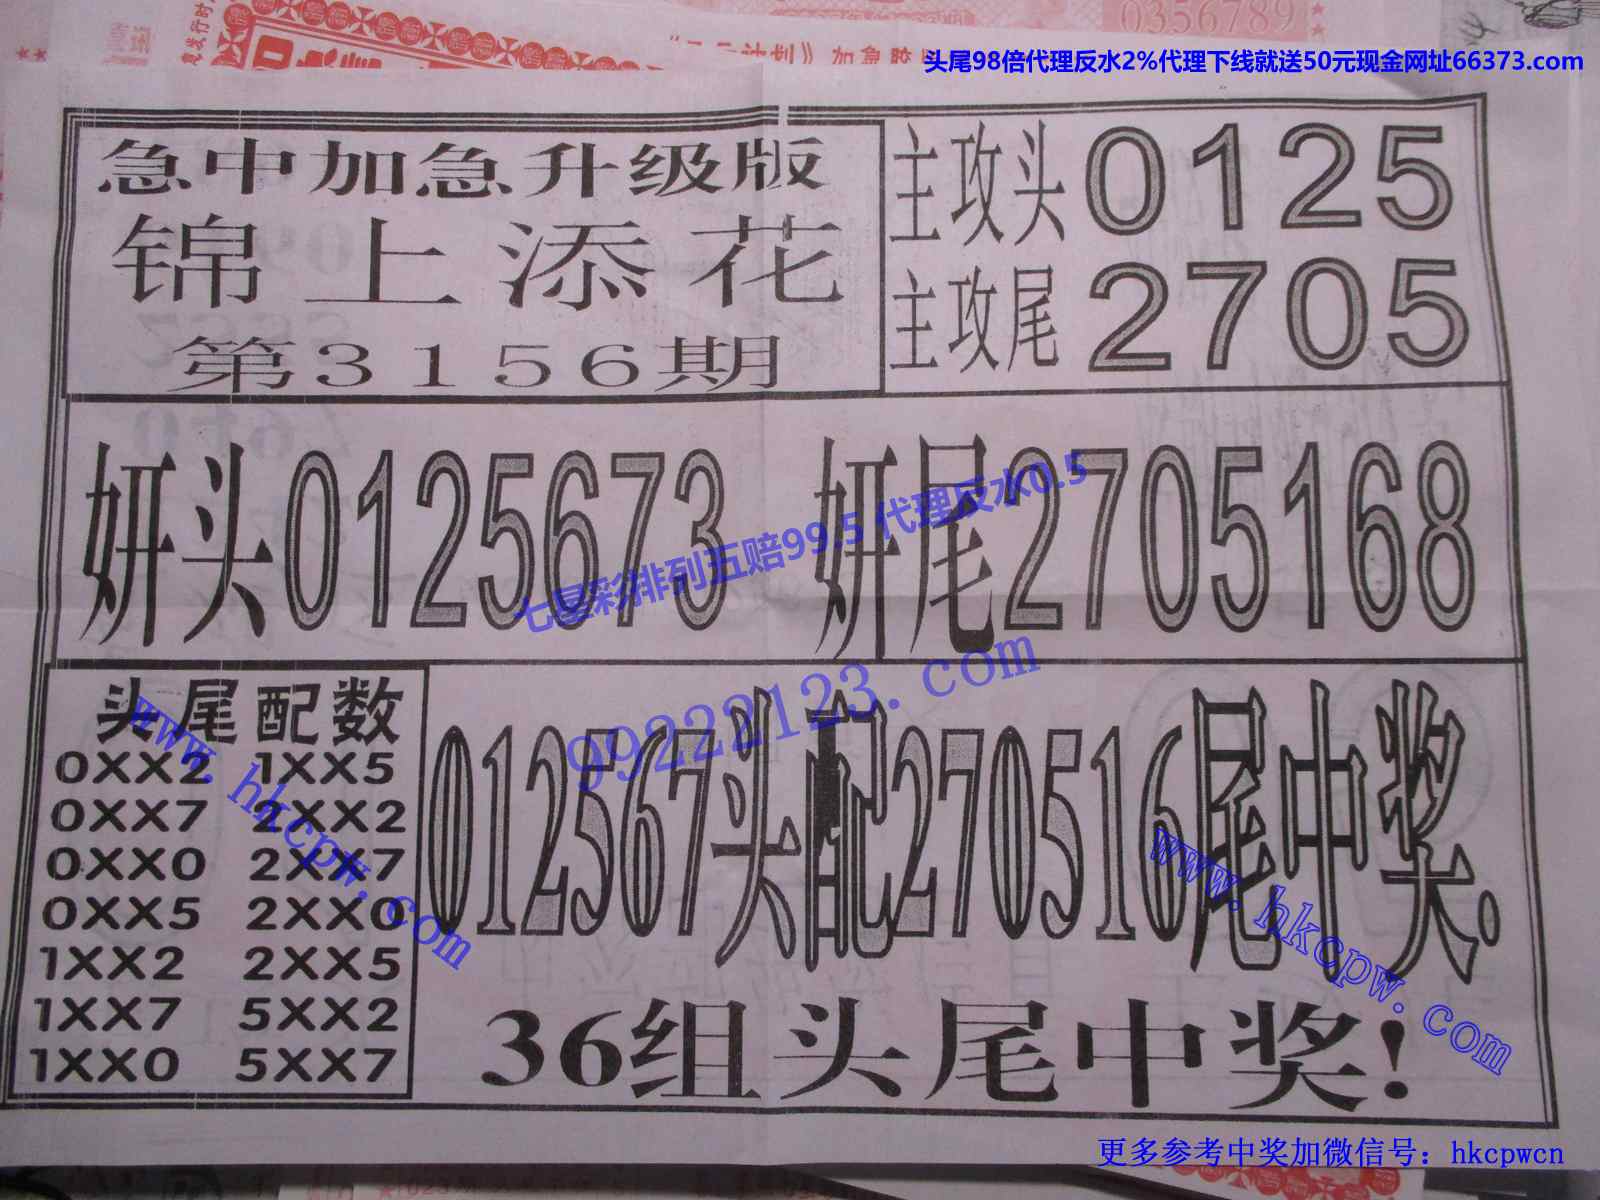 0356789
头尾98倍代理反水2%代理下线就送50元现金网址66373.com
急中加急升级版
锦上添花
第3156期
主攻头0125
主攻尾2705
妍头0125673
妍尾2705168
七星彩排列五赔99.5 代理反水0.5
99222123.com
头尾配数
0XX2 1XX5
0XX7 2XX2
0XX0 2XX7
0XX5 2XX0
1XX2 2XX5
1XX7 5XX2
1XX0 5XX7
www.hkcpw.com
012567头配270516尾中奖.
www.hkcpw.com
36组头尾中奖!
更多参考中奖加微信号：hkcpwcn